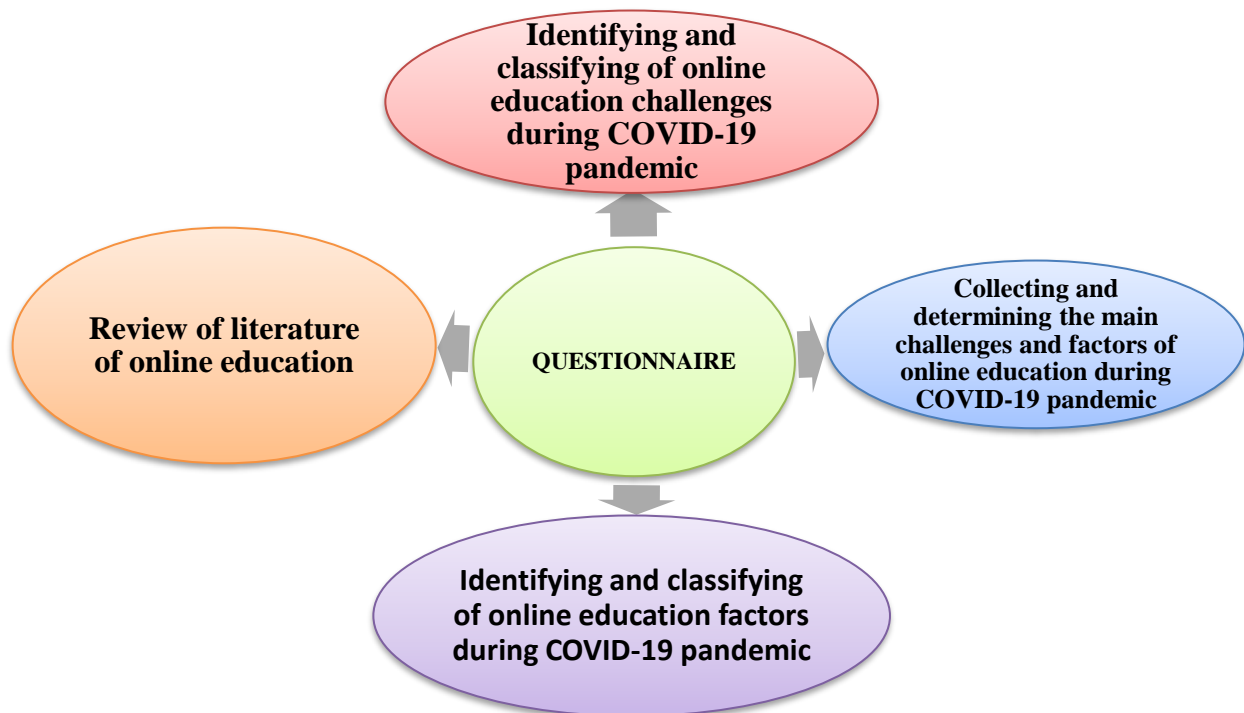 Identifying and
classifying of online
education challenges
during COVID-19
pandemic
Review of literature
of online education
QUESTIONNAIRE
Collecting and
determining the main
challenges and factors of
online education during
COVID-19 pandemic
Identifying and classifying
of online education factors
during COVID-19 pandemic